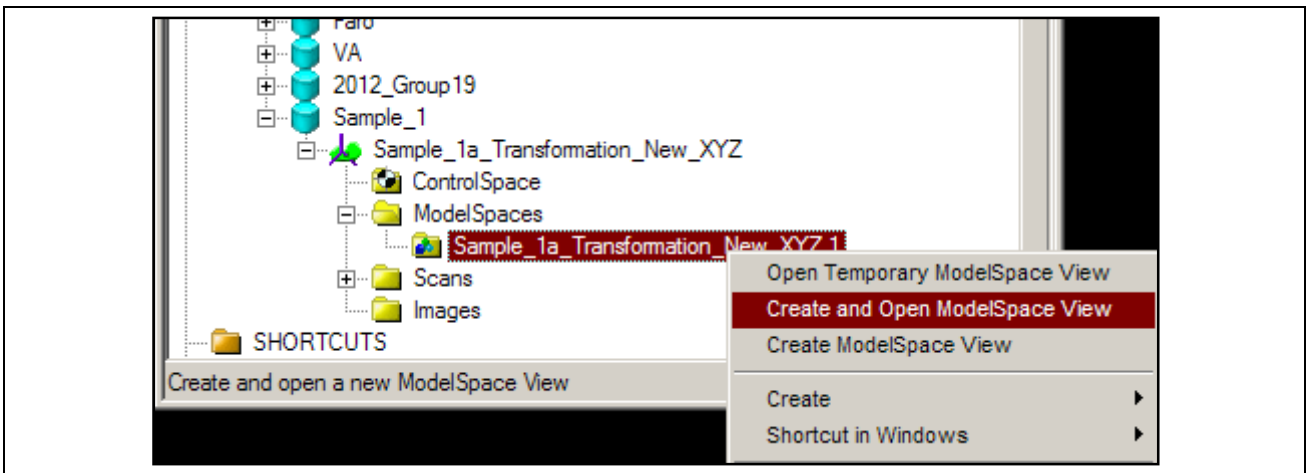 Faro
VA
2012_Group19
Sample_1
Sample_1a_Transformation_New_XYZ
ControlSpace
ModelSpaces
Sample_1a_Transformation_New_XYZ 1
Open Temporary ModelSpace View
Scans
Create and Open ModelSpace View
Images
Create ModelSpace View
SHORTCUTS
Create and open a new ModelSpace View
Create
Shortcut in Windows